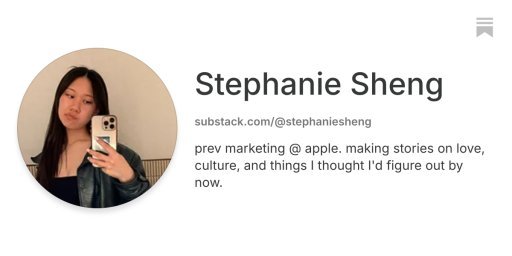 Stephanie Sheng
substack.com/@stephaniesheng
prev marketing @ apple. making stories on love,
culture, and things I thought I'd figure out by
now.